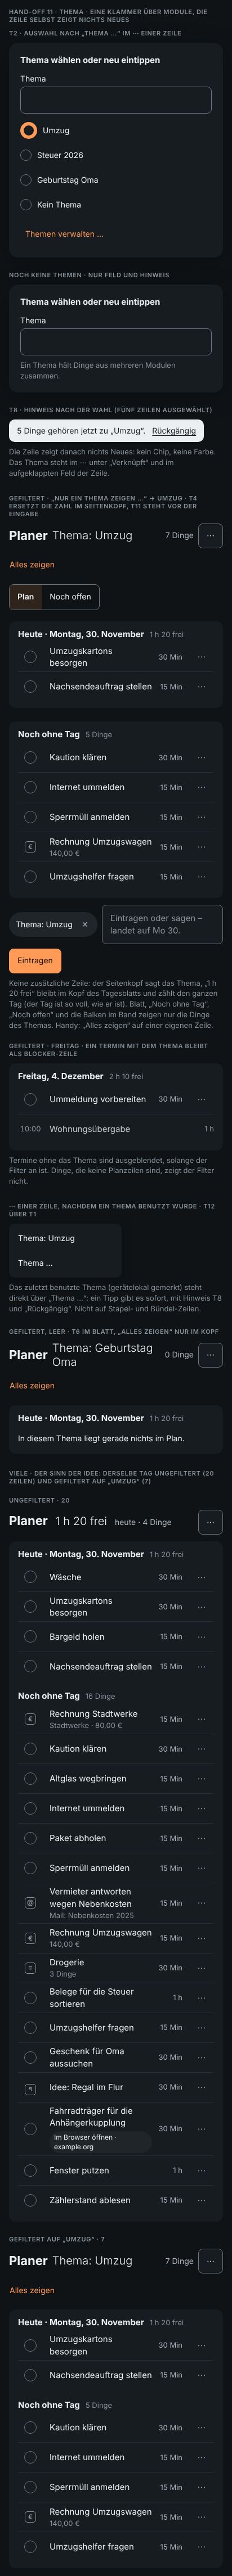 HAND-OFF 11 · THEMA · EINE KLAMMER ÜBER MODULE, DIE
ZEILE SELBST ZEIGT NICHTS NEUES
T2 · AUSWAHL NACH „THEMA …“ IM ··· EINER ZEILE
Thema wählen oder neu eintippen
Thema
Umzug
Steuer 2026
Geburtstag Oma
Kein Thema
Themen verwalten …
NOCH KEINE THEMEN · NUR FELD UND HINWEIS
Thema wählen oder neu eintippen
Thema
Ein Thema hält Dinge aus mehreren Modulen
zusammen.
T8 · HINWEIS NACH DER WAHL (FÜNF ZEILEN AUSGEWÄHLT)
5 Dinge gehören jetzt zu „Umzug“. Rückgängig
Die Zeile zeigt danach nichts Neues: kein Chip, keine Farbe.
Das Thema steht im ··· unter „Verknüpft“ und im
aufgeklappten Feld der Zeile.
GEFILTERT · „NUR EIN THEMA ZEIGEN …“ → UMZUG · T4
ERSETZT DIE ZAHL IM SEITENKOPF, T11 STEHT VOR DER
EINGABE
Planer Thema: Umzug 7 Dinge ···
Alles zeigen
Plan Noch offen
Heute · Montag, 30. November 1 h 20 frei
Umzugskartons
besorgen 30 Min ···
Nachsendeauftrag stellen 15 Min ···
Noch ohne Tag 5 Dinge
Kaution klären 30 Min ···
Internet ummelden 15 Min ···
Sperrmüll anmelden 15 Min ···
€ Rechnung Umzugswagen 15 Min ···
140,00 €
Umzugshelfer fragen 15 Min ···
Thema: Umzug ✕ Eintragen oder sagen –
landet auf Mo 30.
Eintragen
Keine zusätzliche Zeile: der Seitenkopf sagt das Thema, „1 h
20 frei“ bleibt im Kopf des Tagesblatts und zählt den ganzen
Tag (der Tag ist so voll, wie er ist). Blatt, „Noch ohne Tag“,
„Noch offen“ und die Balken im Band zeigen nur die Dinge
des Themas. Handy: „Alles zeigen“ auf einer eigenen Zeile.
GEFILTERT · FREITAG · EIN TERMIN MIT DEM THEMA BLEIBT
ALS BLOCKER-ZEILE
Freitag, 4. Dezember 2 h 10 frei
Ummeldung vorbereiten 30 Min ···
10:00 Wohnungsübergabe 1 h
Termine ohne das Thema sind ausgeblendet, solange der
Filter an ist. Dinge, die keine Planzeilen sind, zeigt der Filter
nicht.
··· EINER ZEILE, NACHDEM EIN THEMA BENUTZT WURDE · T12
ÜBER T1
Thema: Umzug
Thema …
Das zuletzt benutzte Thema (gerätelokal gemerkt) steht
direkt über „Thema …“: ein Tipp gibt es sofort, mit Hinweis T8
und „Rückgängig“. Nicht auf Stapel- und Bündel-Zeilen.
GEFILTERT, LEER · T6 IM BLATT, „ALLES ZEIGEN“ NUR IM KOPF
Planer Thema: Geburtstag
Oma 0 Dinge ···
Alles zeigen
Heute · Montag, 30. November 1 h 20 frei
In diesem Thema liegt gerade nichts im Plan.
VIELE · DER SINN DER IDEE: DERSELBE TAG UNGEFILTERT (20
ZEILEN) UND GEFILTERT AUF „UMZUG“ (7)
UNGEFILTERT · 20
Planer 1 h 20 frei heute · 4 Dinge ···
Heute · Montag, 30. November 1 h 20 frei
Wäsche 30 Min ···
Umzugskartons
besorgen 30 Min ···
Bargeld holen 15 Min ···
Nachsendeauftrag stellen 15 Min ···
Noch ohne Tag 16 Dinge
€ Rechnung Stadtwerke 15 Min ···
Stadtwerke · 80,00 €
Kaution klären 30 Min ···
Altglas wegbringen 15 Min ···
Internet ummelden 15 Min ···
Paket abholen 15 Min ···
Sperrmüll anmelden 15 Min ···
@ Vermieter antworten
wegen Nebenkosten 15 Min ···
Mail: Nebenkosten 2025
€ Rechnung Umzugswagen 15 Min ···
140,00 €
Drogerie 30 Min ···
3 Dinge
Belege für die Steuer
sortieren 1 h ···
Umzugshelfer fragen 15 Min ···
Geschenk für Oma
aussuchen 30 Min ···
¶ Idee: Regal im Flur 30 Min ···
Fahrradträger für die
Anhängerkupplung 30 Min ···
Im Browser öffnen ·
example.org
Fenster putzen 1 h ···
Zählerstand ablesen 15 Min ···
GEFILTERT AUF „UMZUG“ · 7
Planer Thema: Umzug 7 Dinge ···
Alles zeigen
Heute · Montag, 30. November 1 h 20 frei
Umzugskartons
besorgen 30 Min ···
Nachsendeauftrag stellen 15 Min ···
Noch ohne Tag 5 Dinge
Kaution klären 30 Min ···
Internet ummelden 15 Min ···
Sperrmüll anmelden 15 Min ···
€ Rechnung Umzugswagen 15 Min ···
140,00 €
Umzugshelfer fragen 15 Min ···